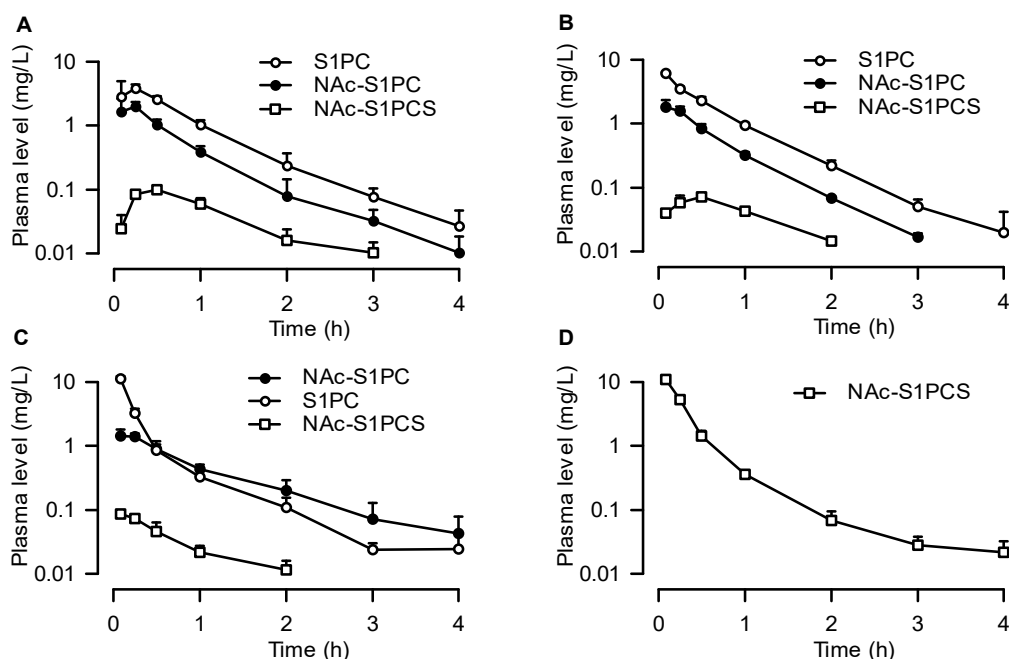 A
Plasma level (mg/L)
10
1
0.1
0.01
S1PC
NAc-S1PC
NAc-S1PCS
0 1 2 3 4
Time (h)
B
Plasma level (mg/L)
10
1
0.1
0.01
S1PC
NAc-S1PC
NAc-S1PCS
0 1 2 3 4
Time (h)
C
Plasma level (mg/L)
10
1
0.1
0.01
NAc-S1PC
S1PC
NAc-S1PCS
0 1 2 3 4
Time (h)
D
Plasma level (mg/L)
10
1
0.1
0.01
NAc-S1PCS
0 1 2 3 4
Time (h)